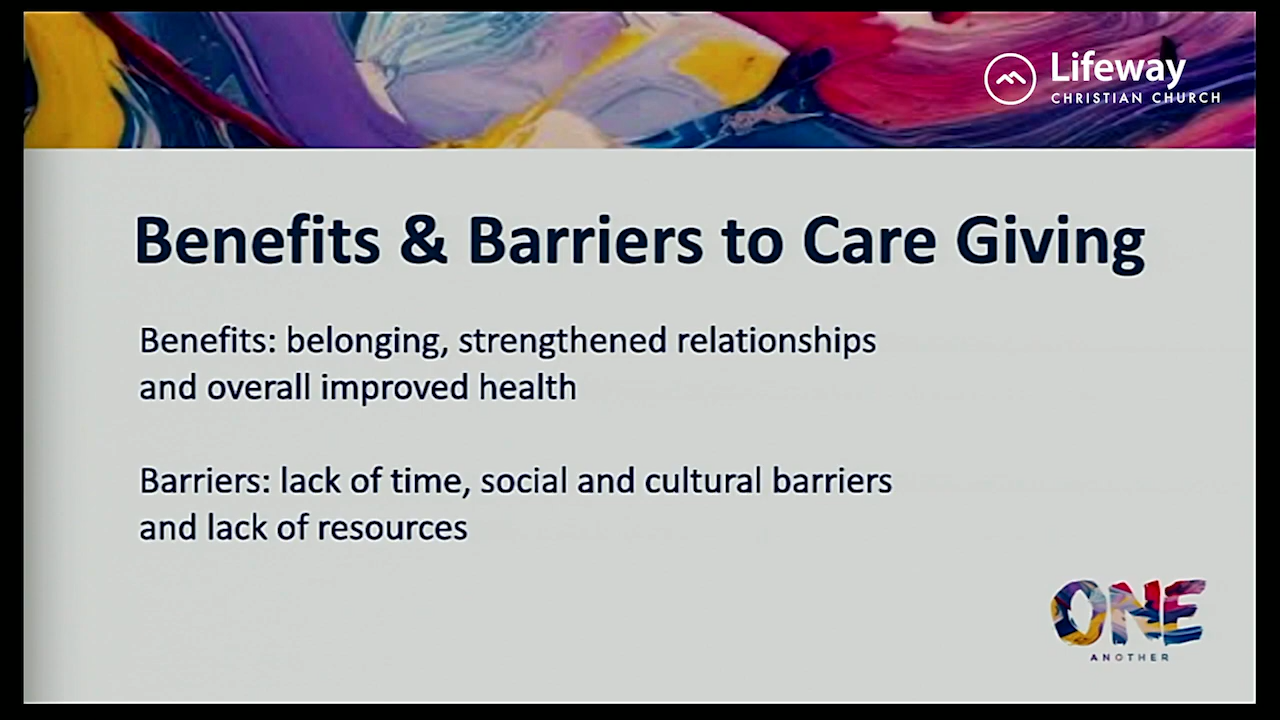 Lifeway
CHRISTIAN CHURCH
Benefits & Barriers to Care Giving
Benefits: belonging, strengthened relationships
and overall improved health
Barriers: lack of time, social and cultural barriers
and lack of resources
ONE
ANOTHER